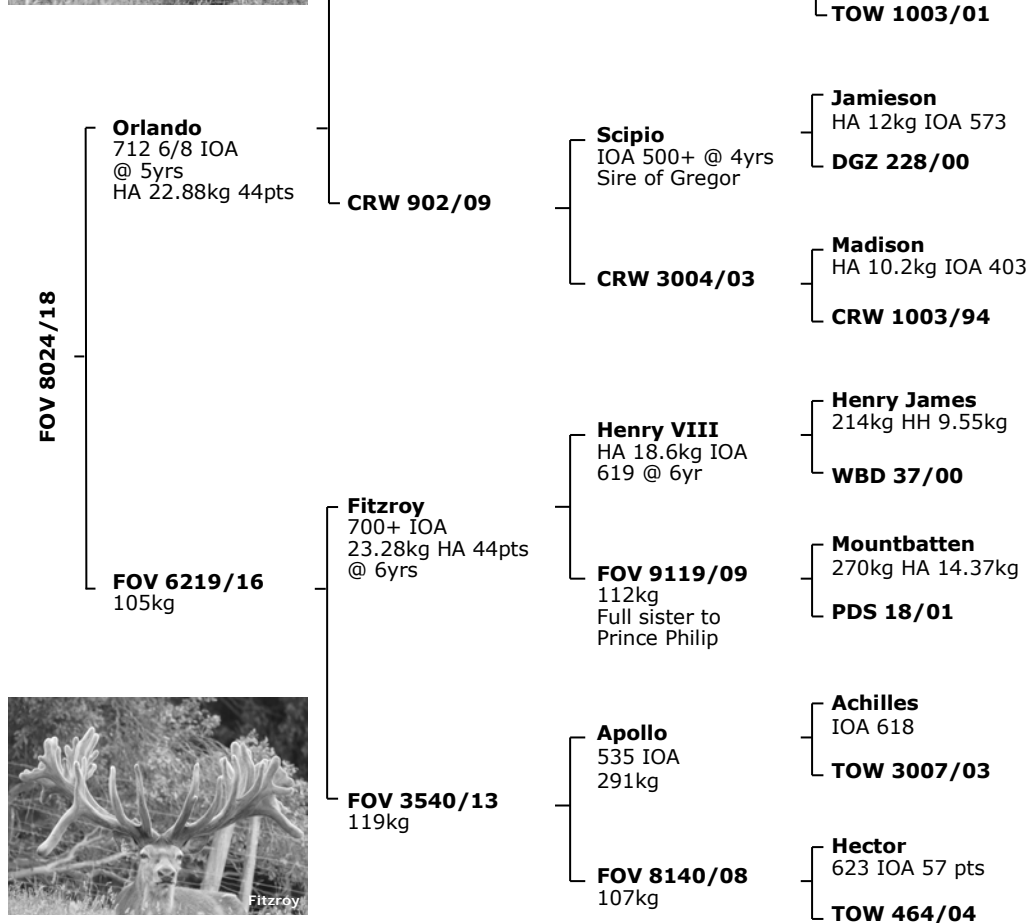 TOW 1003/01
Jamieson
HA 12kg IOA 573
DGZ 228/00
Orlando
712 6/8 IOA
@ 5yrs
HA 22.88kg 44pts
Scipio
IOA 500+ @ 4yrs
Sire of Gregor
CRW 902/09
Madison
HA 10.2kg IOA 403
CRW 3004/03
CRW 1003/94
FOV 8024/18
Henry James
214kg HH 9.55kg
Henry VIII
HA 18.6kg IOA
619 @ 6yr
WBD 37/00
Fitzroy
700+ IOA
23.28kg HA 44pts
@ 6yrs
Mountbatten
270kg HA 14.37kg
FOV 6219/16
105kg
FOV 9119/09
112kg
Full sister to
Prince Philip
PDS 18/01
Achilles
IOA 618
Apollo
535 IOA
291kg
TOW 3007/03
FOV 3540/13
119kg
Hector
623 IOA 57 pts
FOV 8140/08
107kg
TOW 464/04
Fitzroy